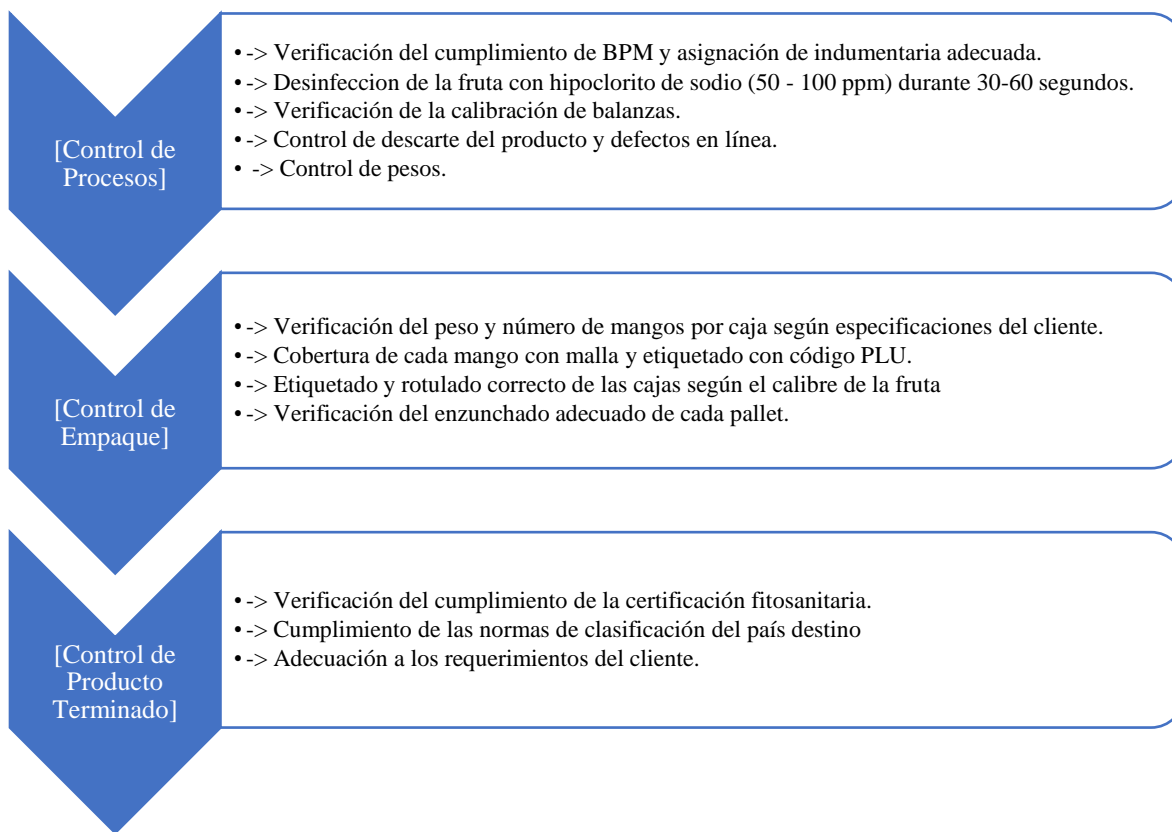 [Control de
Procesos]
• -> Verificación del cumplimiento de BPM y asignación de indumentaria adecuada.
• -> Desinfeccion de la fruta con hipoclorito de sodio (50 - 100 ppm) durante 30-60 segundos.
• -> Verificación de la calibración de balanzas.
• -> Control de descarte del producto y defectos en línea.
• -> Control de pesos.
[Control de
Empaque]
• -> Verificación del peso y número de mangos por caja según especificaciones del cliente.
• -> Cobertura de cada mango con malla y etiquetado con código PLU.
• -> Etiquetado y rotulado correcto de las cajas según el calibre de la fruta
• -> Verificación del enzunchado adecuado de cada pallet.
[Control de
Producto
Terminado]
• -> Verificación del cumplimiento de la certificación fitosanitaria.
• -> Cumplimiento de las normas de clasificación del país destino
• -> Adecuación a los requerimientos del cliente.